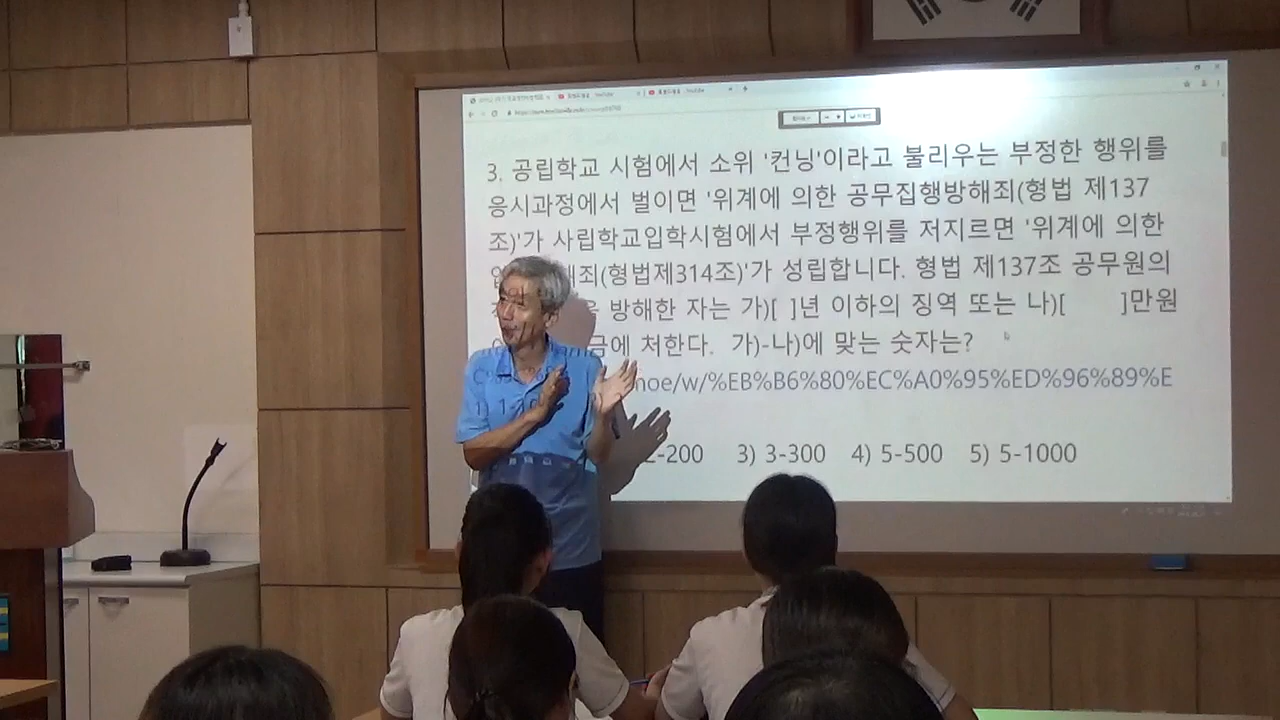 3. 공립학교 시험에서 소위 '컨닝'이라고 불리우는 부정한 행위를
응시과정에서 벌이면 '위계에 의한 공무집행방해죄(형법 제137
조)'가 사립학교입학시험에서 부정행위를 저지르면 '위계에 의한
해죄(형법제314조)'가 성립합니다. 형법 제137조 공무원의
방해한 자는 가)[ ]년 이하의 징역 또는 나)[ ]만원
금에 처한다. 가)-나)에 맞는 숫자는?
noe/w/%EB%B6%80%EC%A0%95%ED%96%89%E
2-200 3) 3-300 4) 5-500 5) 5-1000